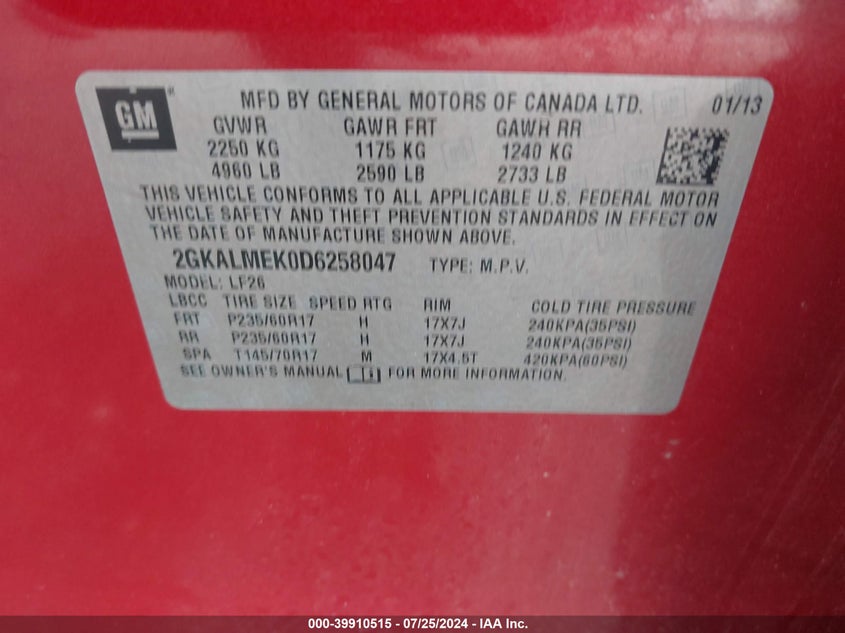 GM®
MFD BY GENERAL MOTORS OF CANADA LTD. 01/13
GVWR GAWR FRT GAWR RR
2250 KG 1175 KG 1240 KG
4960 LB 2590 LB 2733 LB
THIS VEHICLE CONFORMS TO ALL APPLICABLE U.S. FEDERAL MOTOR
VEHICLE SAFETY AND THEFT PREVENTION STANDARDS IN EFFECT ON
THE DATE OF MANUFACTURE SHOWN ABOVE.
2GKALMEK0D6258047 TYPE: M.P.V.
MODEL: LF26
LBCC TIRE SIZE SPEED RTG RIM COLD TIRE PRESSURE
FRT P235/60R17 H 17X7J 240KPA(35PSI)
RR P235/60R17 H 17X7J 240KPA(35PSI)
SPA T145/70R17 M 17X4.5T 420KPA(60PSI)
SEE OWNER'S MANUAL FOR MORE INFORMATION.
000-39910515 - 07/25/2024 - IAA, Inc.